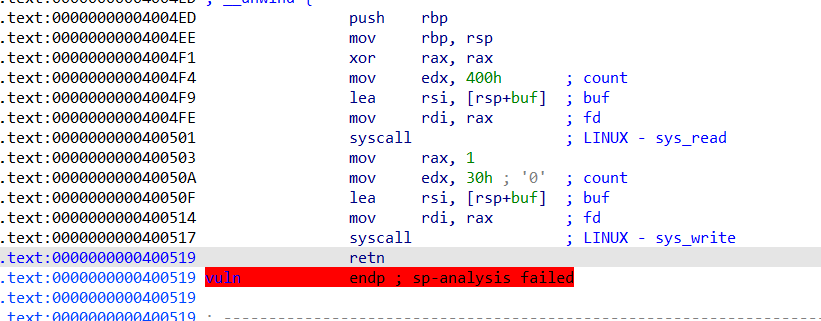 .text:00000000004004ED ; __unwind {
.text:00000000004004ED push rbp
.text:00000000004004EE mov rbp, rsp
.text:00000000004004F1 xor rax, rax
.text:00000000004004F4 mov edx, 400h ; count
.text:00000000004004F9 lea rsi, [rsp+buf] ; buf
.text:00000000004004FE mov rdi, rax ; fd
.text:0000000000400501 syscall ; LINUX - sys_read
.text:0000000000400503 mov rax, 1
.text:000000000040050A mov edx, 30h ; '0' ; count
.text:000000000040050F lea rsi, [rsp+buf] ; buf
.text:0000000000400514 mov rdi, rax ; fd
.text:0000000000400517 syscall ; LINUX - sys_write
.text:0000000000400519 retn
.text:0000000000400519 vuln endp ; sp-analysis failed
.text:0000000000400519
.text:0000000000400519 ; ---------------------------------------------------------------------------